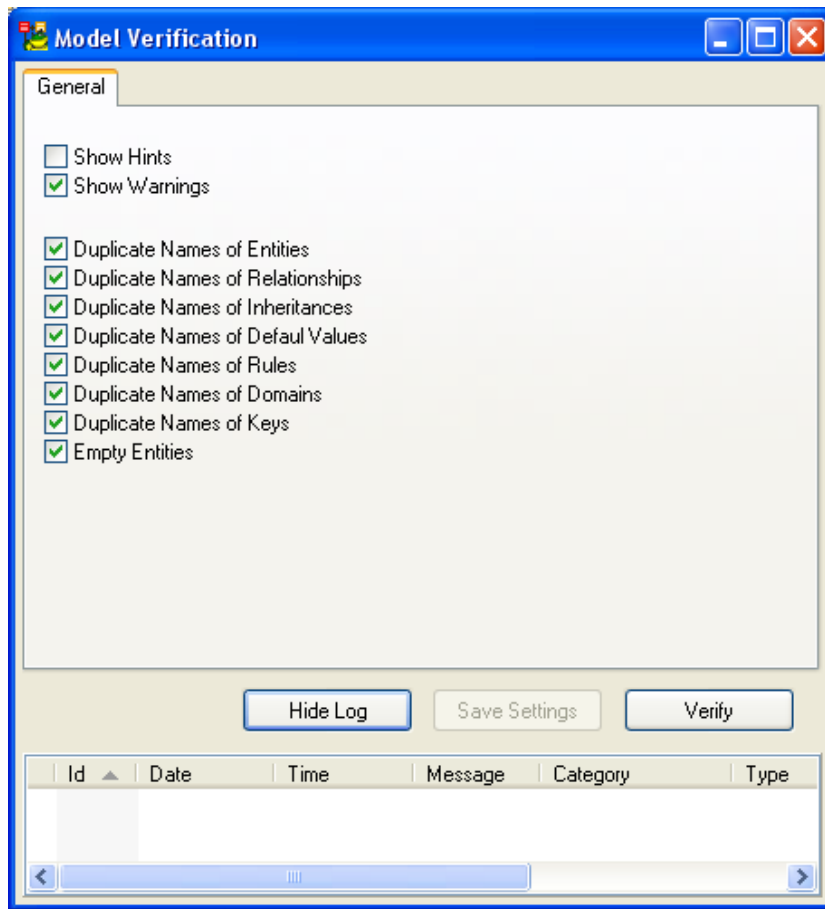 Model Verification
General
Show Hints
Show Warnings
Duplicate Names of Entities
Duplicate Names of Relationships
Duplicate Names of Inheritances
Duplicate Names of Defaul Values
Duplicate Names of Rules
Duplicate Names of Domains
Duplicate Names of Keys
Empty Entities
Hide Log Save Settings Verify
Id Date Time Message Category Type